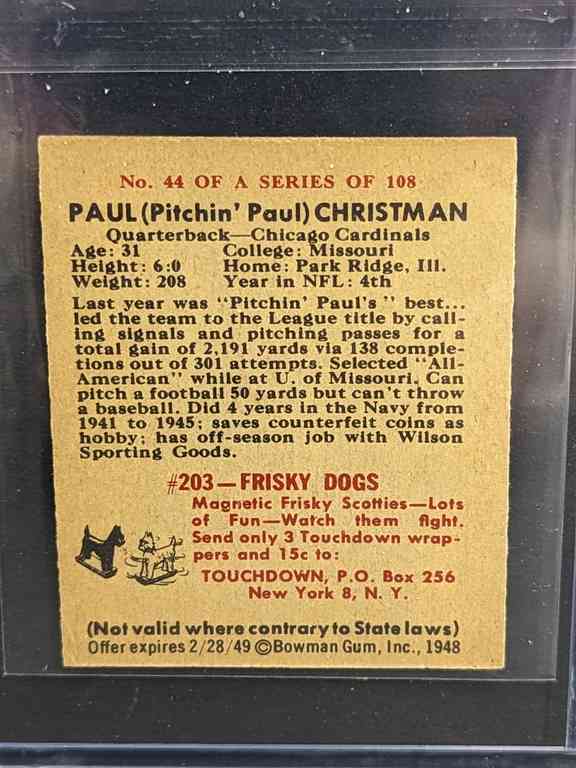 No. 44 OF A SERIES OF 108
PAUL (Pitchin' Paul) CHRISTMAN
Quarterback—Chicago Cardinals
Age: 31 College: Missouri
Height: 6:0 Home: Park Ridge, Ill.
Weight: 208 Year in NFL: 4th
Last year was "Pitchin' Paul's" best...
led the team to the League title by call-
ing signals and pitching passes for a
total gain of 2,191 yards via 138 comple-
tions out of 301 attempts. Selected "All-
American" while at U. of Missouri. Can
pitch a football 50 yards but can't throw
a baseball. Did 4 years in the Navy from
1941 to 1945; saves counterfeit coins as
hobby; has off-season job with Wilson
Sporting Goods.
#203—FRISKY DOGS
Magnetic Frisky Scotties—Lots
of Fun—Watch them fight.
Send only 3 Touchdown wrap-
pers and 15c to:
TOUCHDOWN, P.O. Box 256
New York 8, N. Y.
(Not valid where contrary to State laws)
Offer expires 2/28/49 ©Bowman Gum, Inc., 1948